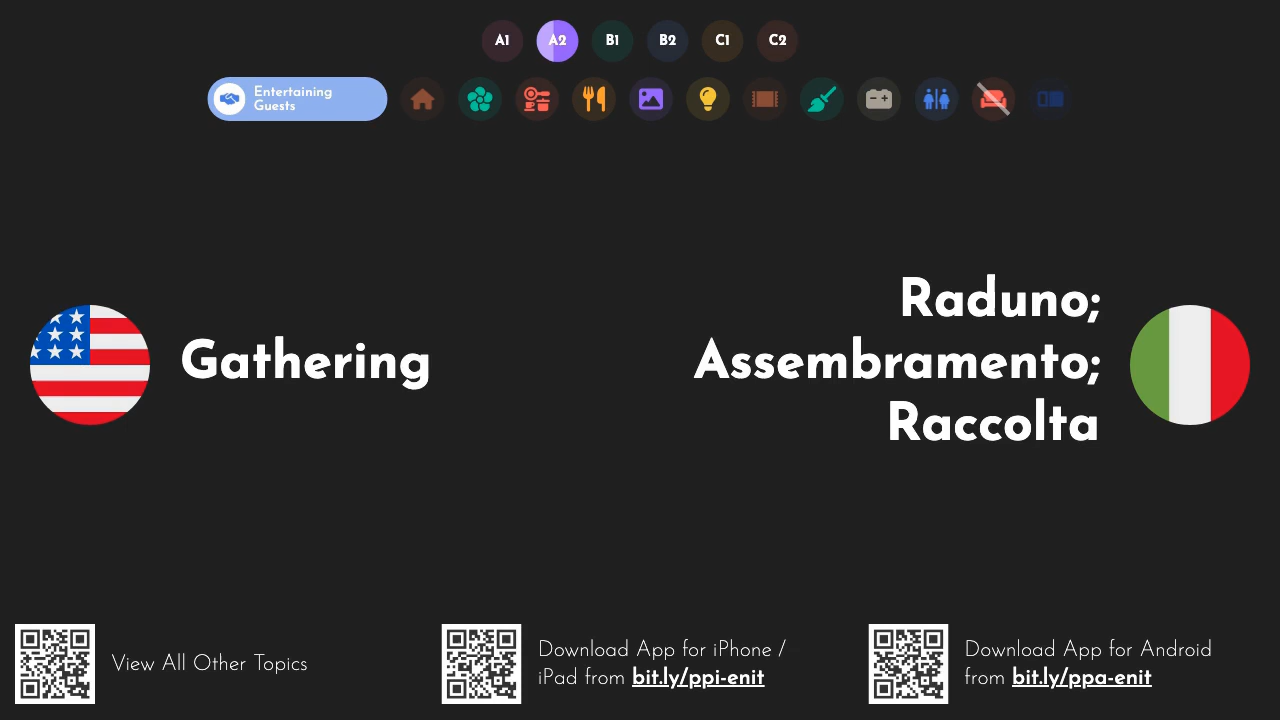 A1 A2 B1 B2 C1 C2
Entertaining
Guests
Gathering
Raduno;
Assembramento;
Raccolta
View All Other Topics
Download App for iPhone /
iPad from bit.ly/ppi-enit
Download App for Android
from bit.ly/ppa-enit